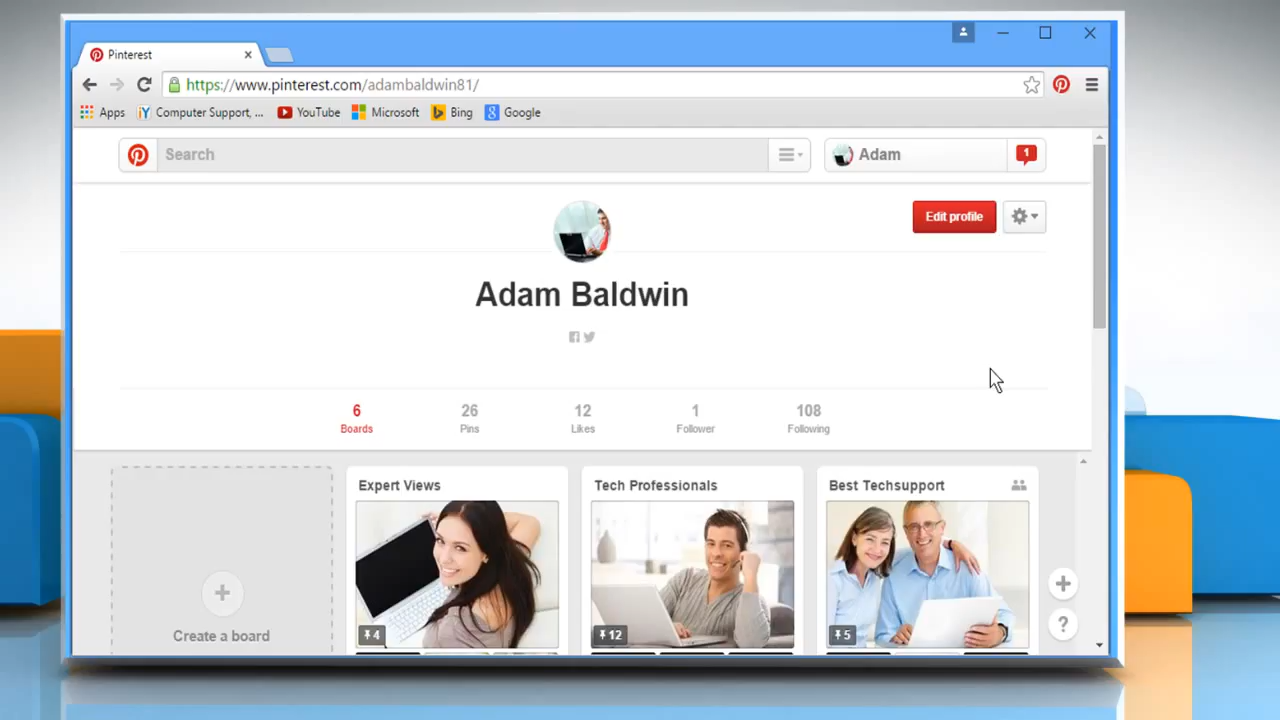 Pinterest
https://www.pinterest.com/adambaldwin81/
Apps Computer Support, ... YouTube Microsoft Bing Google
Search Adam 1
Edit profile
Adam Baldwin
6 26 12 1 108
Boards Pins Likes Follower Following
Expert Views Tech Professionals Best Techsupport
4 12 5
Create a board